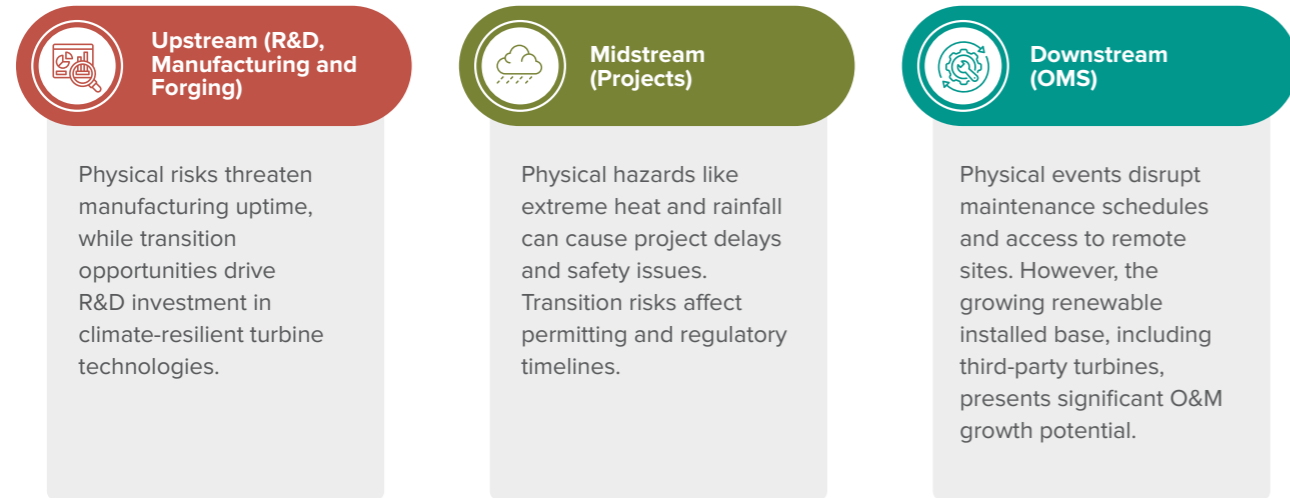 Upstream (R&D,
Manufacturing and
Forging)
Physical risks threaten
manufacturing uptime,
while transition
opportunities drive
R&D investment in
climate-resilient turbine
technologies.
Midstream
(Projects)
Physical hazards like
extreme heat and rainfall
can cause project delays
and safety issues.
Transition risks affect
permitting and regulatory
timelines.
Downstream
(OMS)
Physical events disrupt
maintenance schedules
and access to remote
sites. However, the
growing renewable
installed base, including
third-party turbines,
presents significant O&M
growth potential.